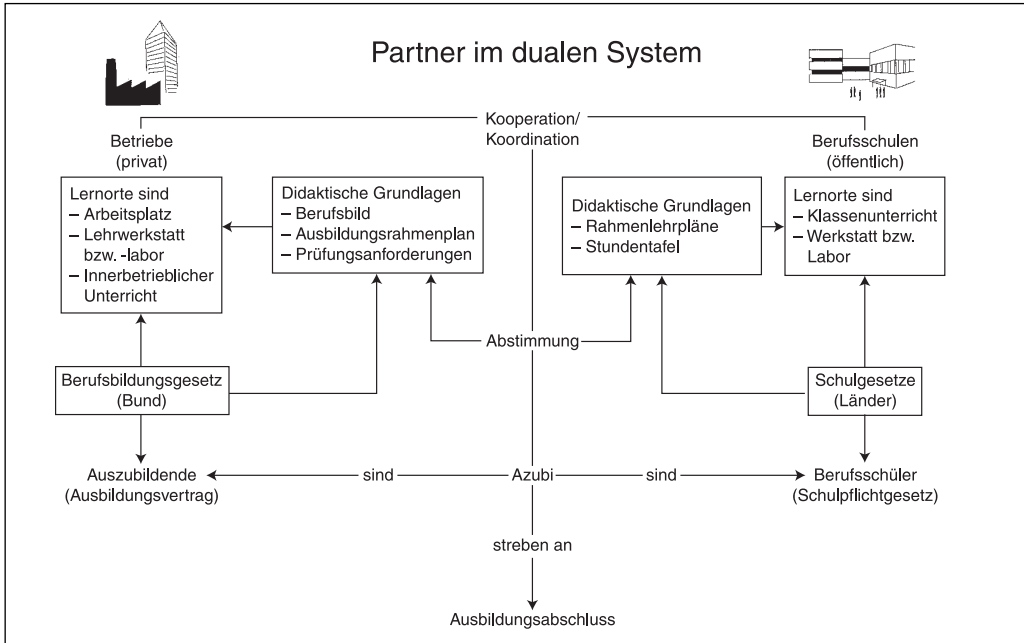 Partner im dualen System
Kooperation/
Koordination
Betriebe
(privat)
Berufsschulen
(öffentlich)
Lernorte sind
– Arbeitsplatz
– Lehrwerkstatt
bzw. -labor
– Innerbetrieblicher
Unterricht
Didaktische Grundlagen
– Berufsbild
– Ausbildungsrahmenplan
– Prüfungsanforderungen
Didaktische Grundlagen
– Rahmenlehrpläne
– Stundentafel
Lernorte sind
– Klassenunterricht
– Werkstatt bzw.
Labor
Abstimmung
Berufsbildungsgesetz
(Bund)
Schulgesetze
(Länder)
Auszubildende
(Ausbildungsvertrag)
sind
Azubi
sind
Berufsschüler
(Schulpflichtgesetz)
streben an
Ausbildungsabschluss